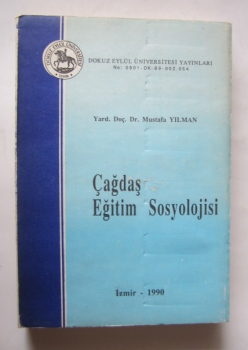 DOKUZ EYLÜL ÜNİVERSİTESİ YAYINLARI
Yard. Doç. Dr. Mustafa YILMAN
Çağdaş
Eğitim Sosyolojisi
İzmir - 1990